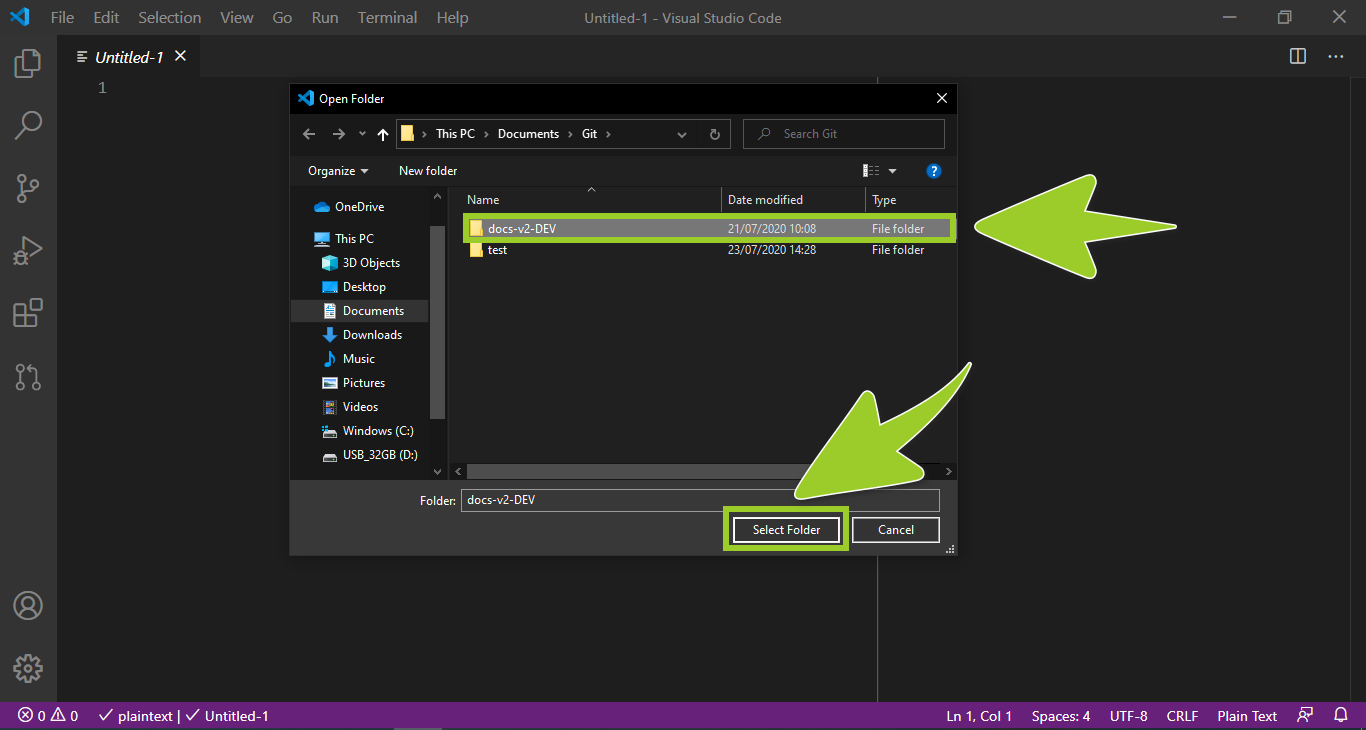 File Edit Selection View Go Run Terminal Help Untitled-1 - Visual Studio Code
Untitled-1
1
Open Folder
This PC Documents Git Search Git
Organize New folder
OneDrive
This PC
3D Objects
Desktop
Documents
Downloads
Music
Pictures
Videos
Windows (C:)
USB_32GB (D:)
Name Date modified Type
docs-v2-DEV 21/07/2020 10:08 File folder
test 23/07/2020 14:28 File folder
Folder: docs-v2-DEV
Select Folder Cancel
0 0 plaintext | Untitled-1 Ln 1, Col 1 Spaces: 4 UTF-8 CRLF Plain Text